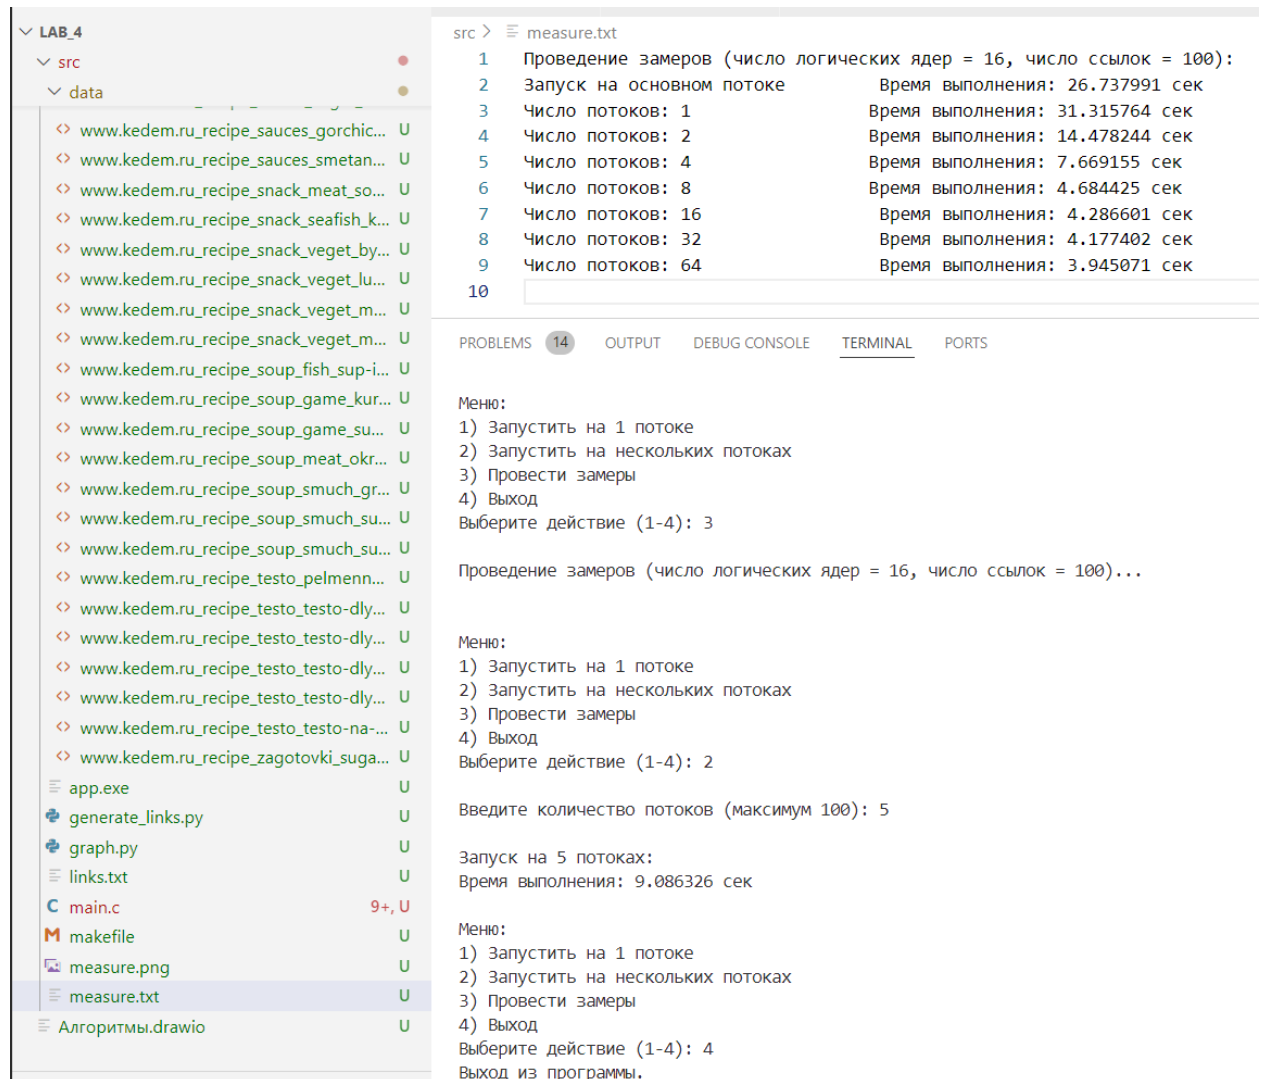 LAB_4
src
data
www.kedem.ru_recipe_sauces_gorchic... U
www.kedem.ru_recipe_sauces_smetan... U
www.kedem.ru_recipe_snack_meat_so... U
www.kedem.ru_recipe_snack_seafish_k... U
www.kedem.ru_recipe_snack_veget_by... U
www.kedem.ru_recipe_snack_veget_lu... U
www.kedem.ru_recipe_snack_veget_m... U
www.kedem.ru_recipe_snack_veget_m... U
www.kedem.ru_recipe_soup_fish_sup-i... U
www.kedem.ru_recipe_soup_game_kur... U
www.kedem.ru_recipe_soup_game_su... U
www.kedem.ru_recipe_soup_meat_okr... U
www.kedem.ru_recipe_soup_smuch_gr... U
www.kedem.ru_recipe_soup_smuch_su... U
www.kedem.ru_recipe_soup_smuch_su... U
www.kedem.ru_recipe_testo_pelmenn... U
www.kedem.ru_recipe_testo_testo-dly... U
www.kedem.ru_recipe_testo_testo-dly... U
www.kedem.ru_recipe_testo_testo-dly... U
www.kedem.ru_recipe_testo_testo-dly... U
www.kedem.ru_recipe_testo_testo-na-... U
www.kedem.ru_recipe_zagotovki_suga... U
app.exe U
generate_links.py U
graph.py U
links.txt U
C main.c 9+, U
M makefile U
measure.png U
measure.txt U
Алгоритмы.drawio U
src > measure.txt
1 Проведение замеров (число логических ядер = 16, число ссылок = 100):
2 Запуск на основном потоке Время выполнения: 26.737991 сек
3 Число потоков: 1 Время выполнения: 31.315764 сек
4 Число потоков: 2 Время выполнения: 14.478244 сек
5 Число потоков: 4 Время выполнения: 7.669155 сек
6 Число потоков: 8 Время выполнения: 4.684425 сек
7 Число потоков: 16 Время выполнения: 4.286601 сек
8 Число потоков: 32 Время выполнения: 4.177402 сек
9 Число потоков: 64 Время выполнения: 3.945071 сек
10
PROBLEMS 14 OUTPUT DEBUG CONSOLE TERMINAL PORTS
Меню:
1) Запустить на 1 потоке
2) Запустить на нескольких потоках
3) Провести замеры
4) Выход
Выберите действие (1-4): 3
Проведение замеров (число логических ядер = 16, число ссылок = 100)...
Меню:
1) Запустить на 1 потоке
2) Запустить на нескольких потоках
3) Провести замеры
4) Выход
Выберите действие (1-4): 2
Введите количество потоков (максимум 100): 5
Запуск на 5 потоках:
Время выполнения: 9.086326 сек
Меню:
1) Запустить на 1 потоке
2) Запустить на нескольких потоках
3) Провести замеры
4) Выход
Выберите действие (1-4): 4
Выход из программы.